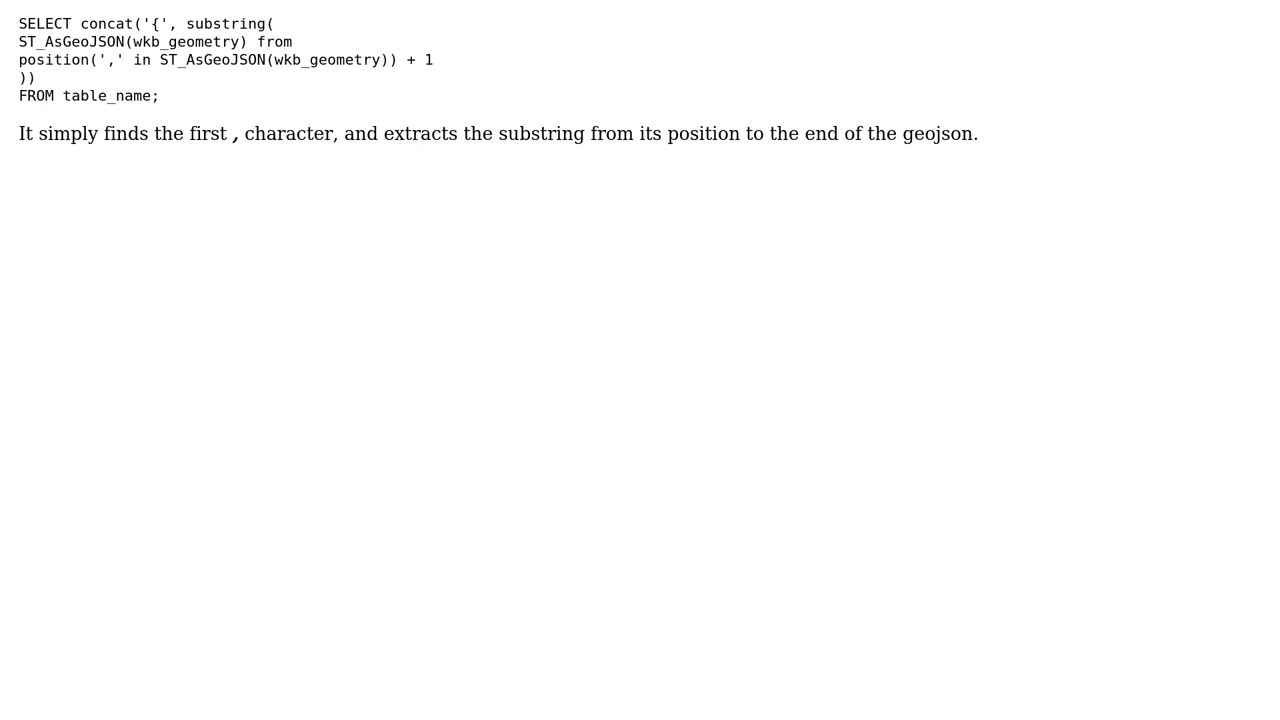 SELECT concat('{', substring(
ST_AsGeoJSON(wkb_geometry) from
position(',' in ST_AsGeoJSON(wkb_geometry)) + 1
))
FROM table_name;
It simply finds the first , character, and extracts the substring from its position to the end of the geojson.